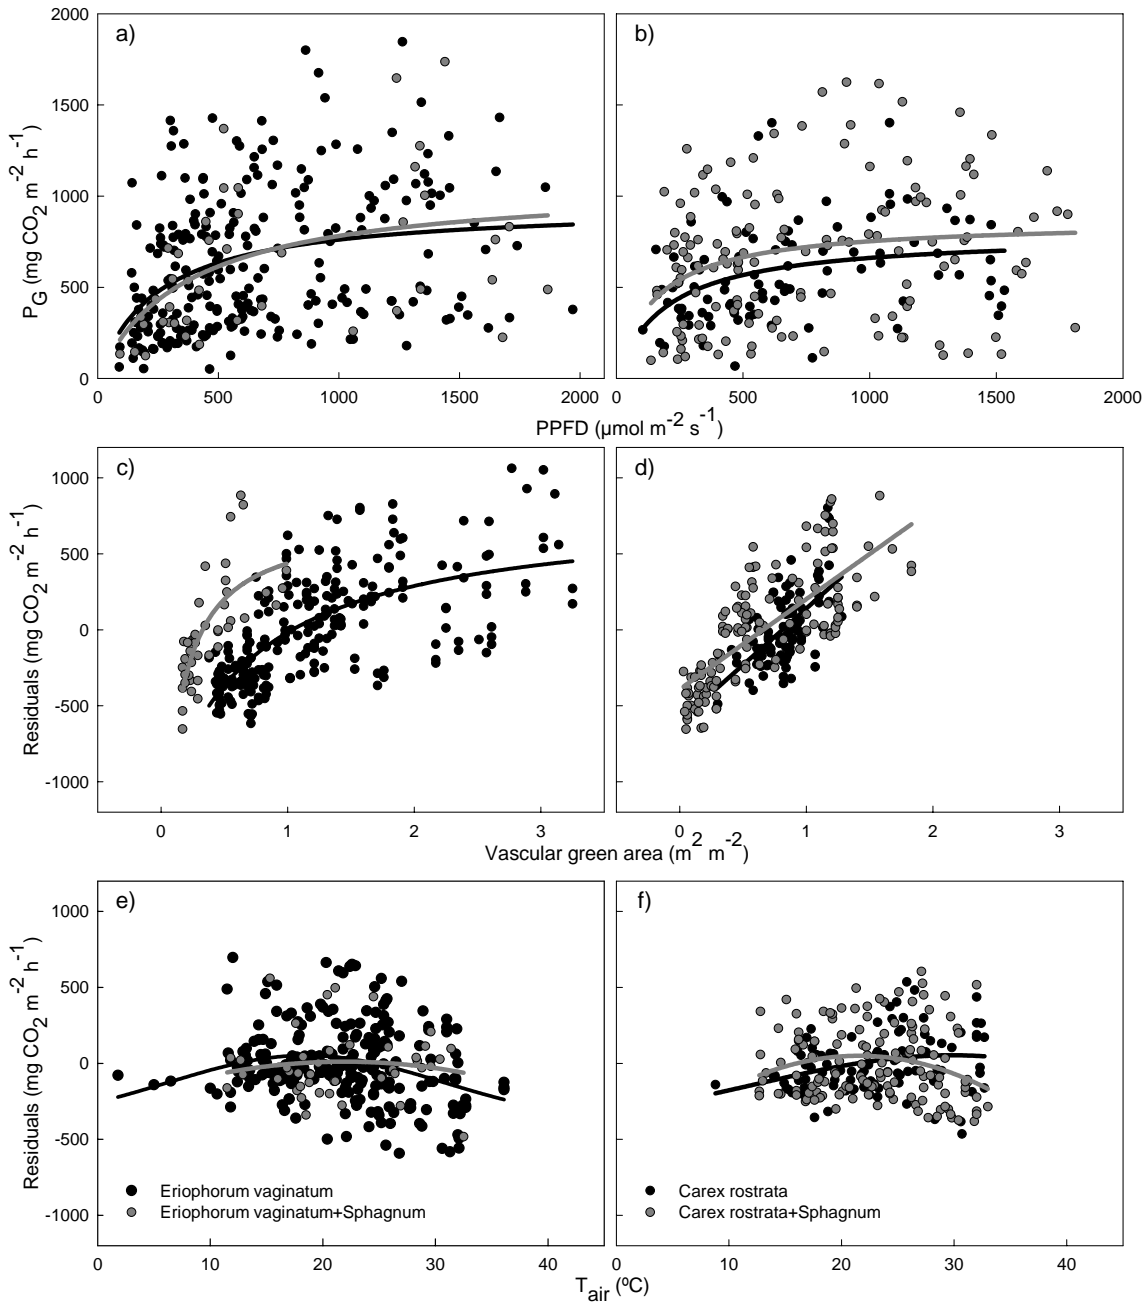 a)
b)
2000
1500
1000
500
0
P_G (mg CO₂ m⁻² h⁻¹)
0 500 1000 1500 2000
0 500 1000 1500 2000
PPFD (µmol m⁻² s⁻¹)
c)
d)
1000
500
0
-500
-1000
Residuals (mg CO₂ m⁻² h⁻¹)
0 1 2 3
0 1 2 3
Vascular green area (m² m⁻²)
e)
f)
1000
500
0
-500
-1000
Residuals (mg CO₂ m⁻² h⁻¹)
Eriophorum vaginatum
Eriophorum vaginatum+Sphagnum
Carex rostrata
Carex rostrata+Sphagnum
0 10 20 30 40
0 10 20 30 40
T_air (ºC)